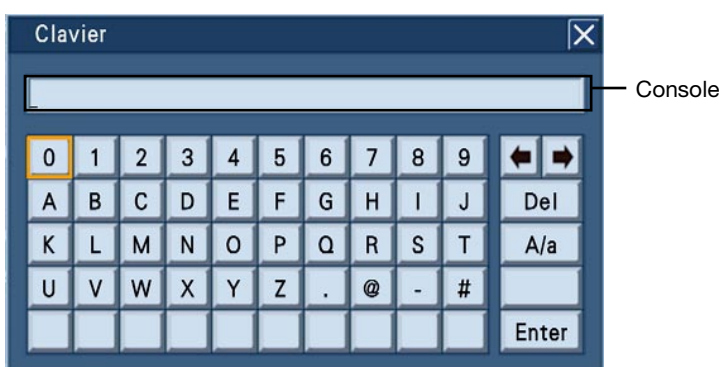 Clavier
_
Console
0 1 2 3 4 5 6 7 8 9
A B C D E F G H I J Del
K L M N O P Q R S T A/a
U V W X Y Z . @ - #
Enter